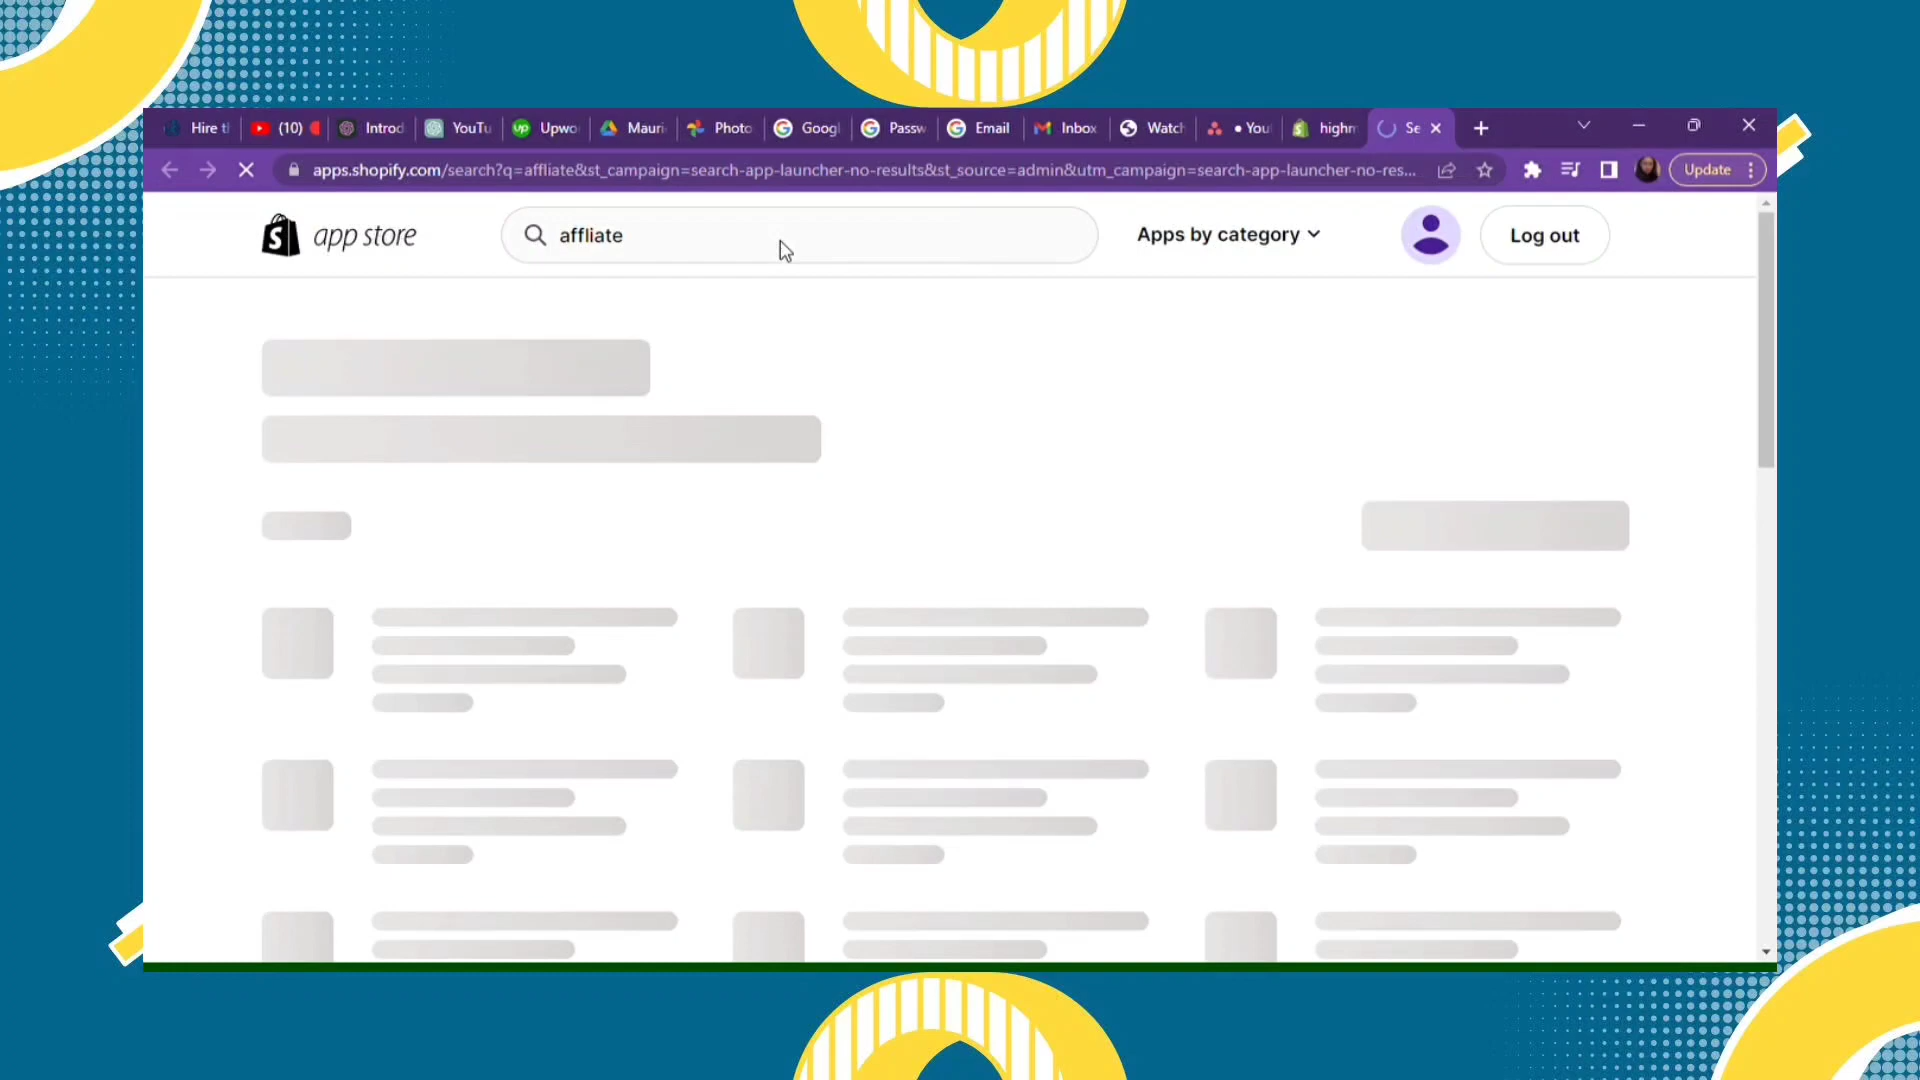 Hire t (10) Introd YouTu Upwo Mauri Photo Googl Passw Email Inbox Watch • You highm Se
apps.shopify.com/search?q=affliate&st_campaign=search-app-launcher-no-results&st_source=admin&utm_campaign=search-app-launcher-no-res... Update
app store affliate Apps by category Log out